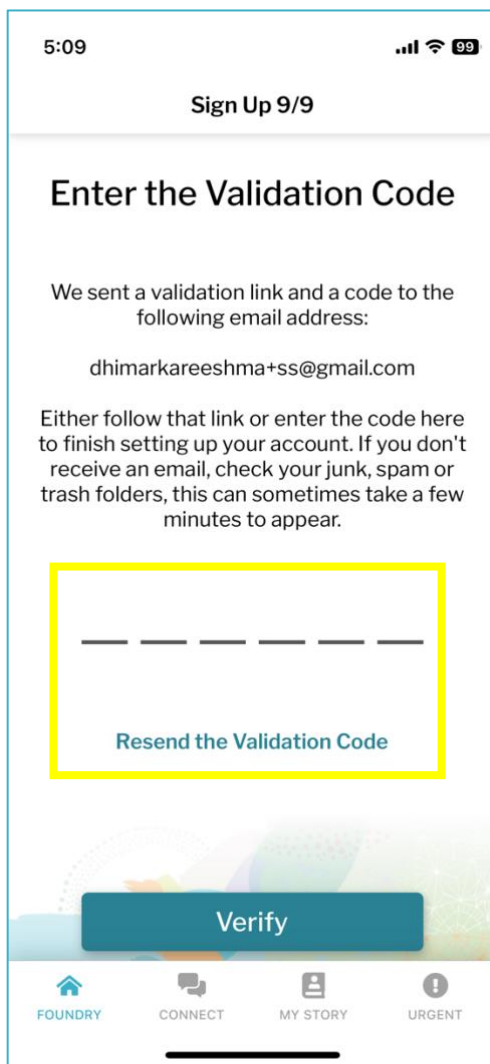 5:09
99
Sign Up 9/9
Enter the Validation Code
We sent a validation link and a code to the
following email address:
dhimarkareeshma+ss@gmail.com
Either follow that link or enter the code here
to finish setting up your account. If you don't
receive an email, check your junk, spam or
trash folders, this can sometimes take a few
minutes to appear.
Resend the Validation Code
Verify
FOUNDRY CONNECT MY STORY URGENT